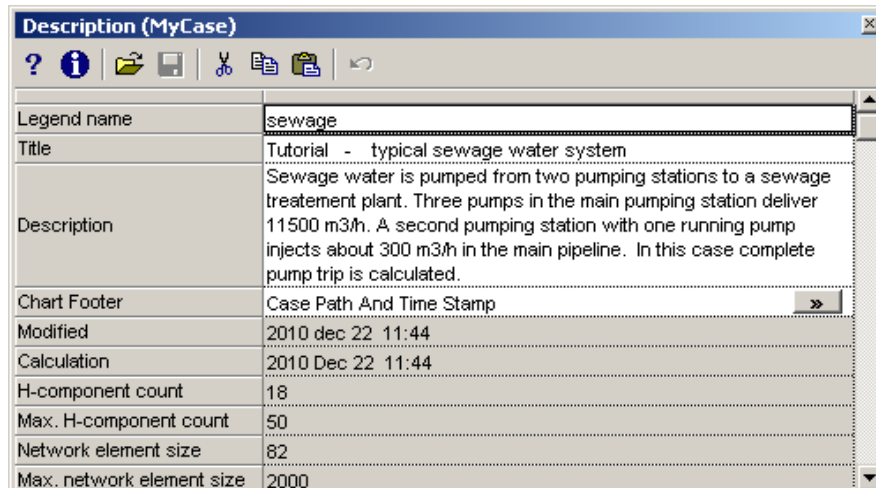 Description (MyCase)
Legend name sewage
Title Tutorial - typical sewage water system
Description Sewage water is pumped from two pumping stations to a sewage
treatement plant. Three pumps in the main pumping station deliver
11500 m3/h. A second pumping station with one running pump
injects about 300 m3/h in the main pipeline. In this case complete
pump trip is calculated.
Chart Footer Case Path And Time Stamp »
Modified 2010 dec 22 11:44
Calculation 2010 Dec 22 11:44
H-component count 18
Max. H-component count 50
Network element size 82
Max. network element size 2000